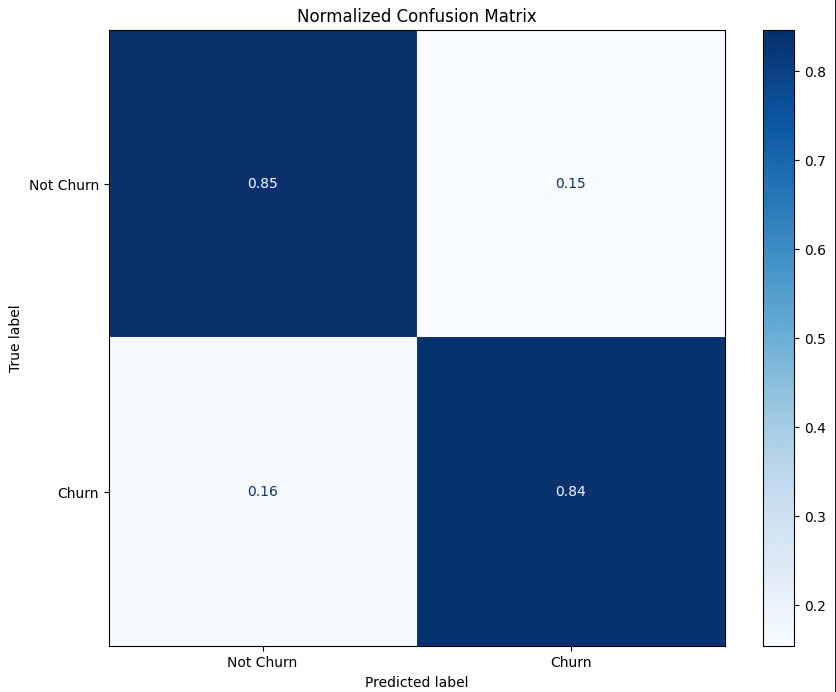 Normalized Confusion Matrix
True label
Not Churn
0.85
0.15
Churn
0.16
0.84
Not Churn
Churn
Predicted label
0.8
0.7
0.6
0.5
0.4
0.3
0.2